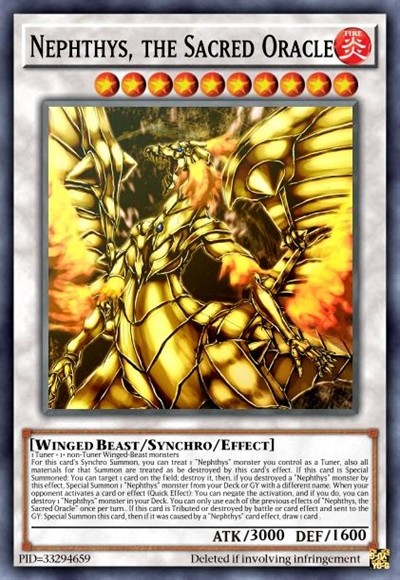 NEPHTHYS, THE SACRED ORACLE
FIRE
炎
[WINGED BEAST/SYNCHRO/EFFECT]
1 Tuner + 1+ non-Tuner Winged-Beast monsters
For this card's Synchro Summon, you can treat 1 "Nephthys" monster you control as a Tuner, also all
materials for that Summon are treated as be destroyed by this card's effect. If this card is Special
Summoned: You can target 1 card on the field; destroy it, then, if you destroyed a "Nephthys" monster by
this effect, Special Summon 1 "Nephthys" monster from your Deck or GY with a different name. When your
opponent activates a card or effect (Quick Effect): You can negate the activation, and if you do, you can
destroy 1 "Nephthys" monster in your Deck. You can only use each of the previous effects of "Nephthys, the
Sacred Oracle" once per turn. If this card is Tributed or destroyed by battle or card effect and sent to the
GY: Special Summon this card, then if it was caused by a "Nephthys" card effect, draw 1 card.
ATK/3000 DEF/1600
PID=33294659 Deleted if involving infringement